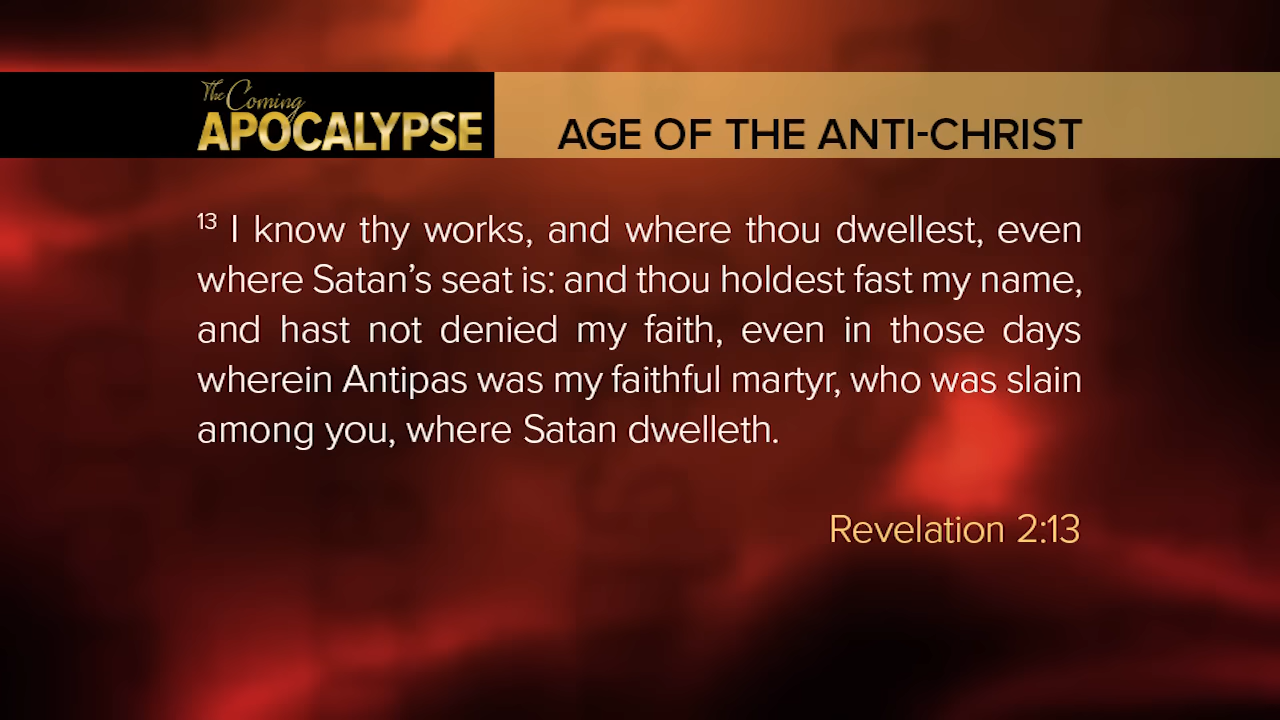 The Coming
APOCALYPSE
AGE OF THE ANTI-CHRIST
13 I know thy works, and where thou dwellest, even
where Satan’s seat is: and thou holdest fast my name,
and hast not denied my faith, even in those days
wherein Antipas was my faithful martyr, who was slain
among you, where Satan dwelleth.
Revelation 2:13